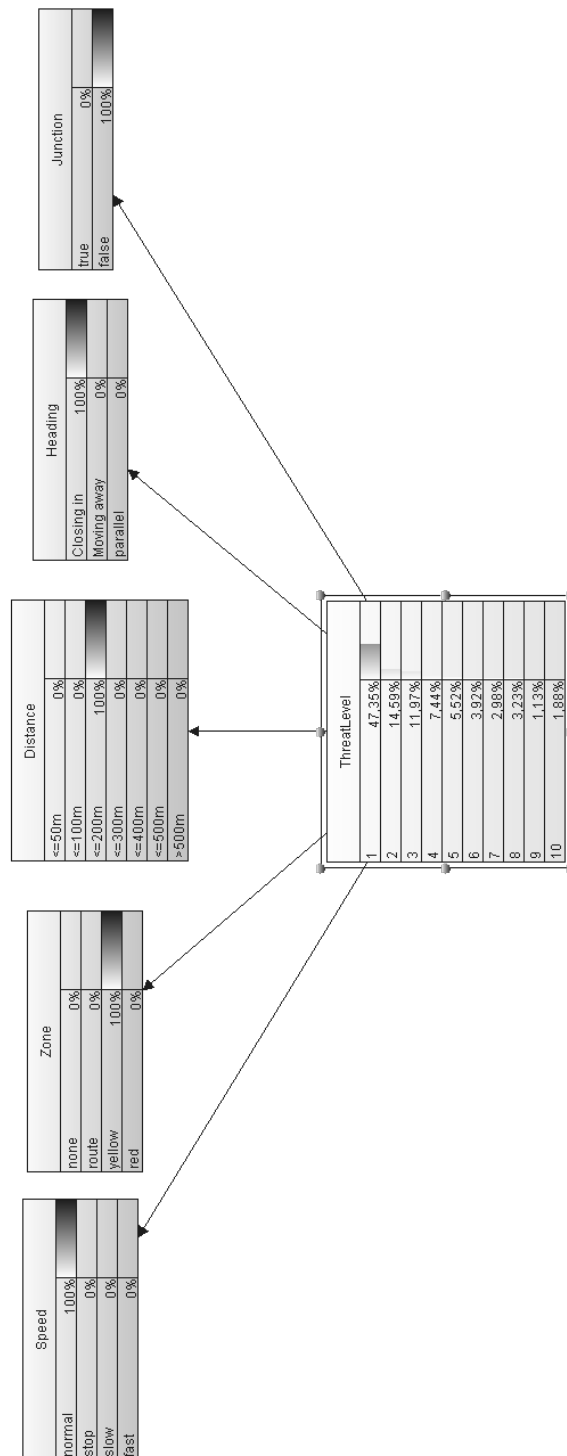 Speed
normal 100%
stop 0%
slow 0%
fast 0%
Zone
none 0%
route 0%
yellow 100%
red 0%
Distance
<=50m 0%
<=100m 0%
<=200m 100%
<=300m 0%
<=400m 0%
<=500m 0%
>500m 0%
Heading
Closing in 100%
Moving away 0%
parallel 0%
Junction
true 0%
false 100%
ThreatLevel
1 47,35%
2 14,59%
3 11,97%
4 7,44%
5 5,52%
6 3,92%
7 2,98%
8 3,23%
9 1,13%
10 1,88%